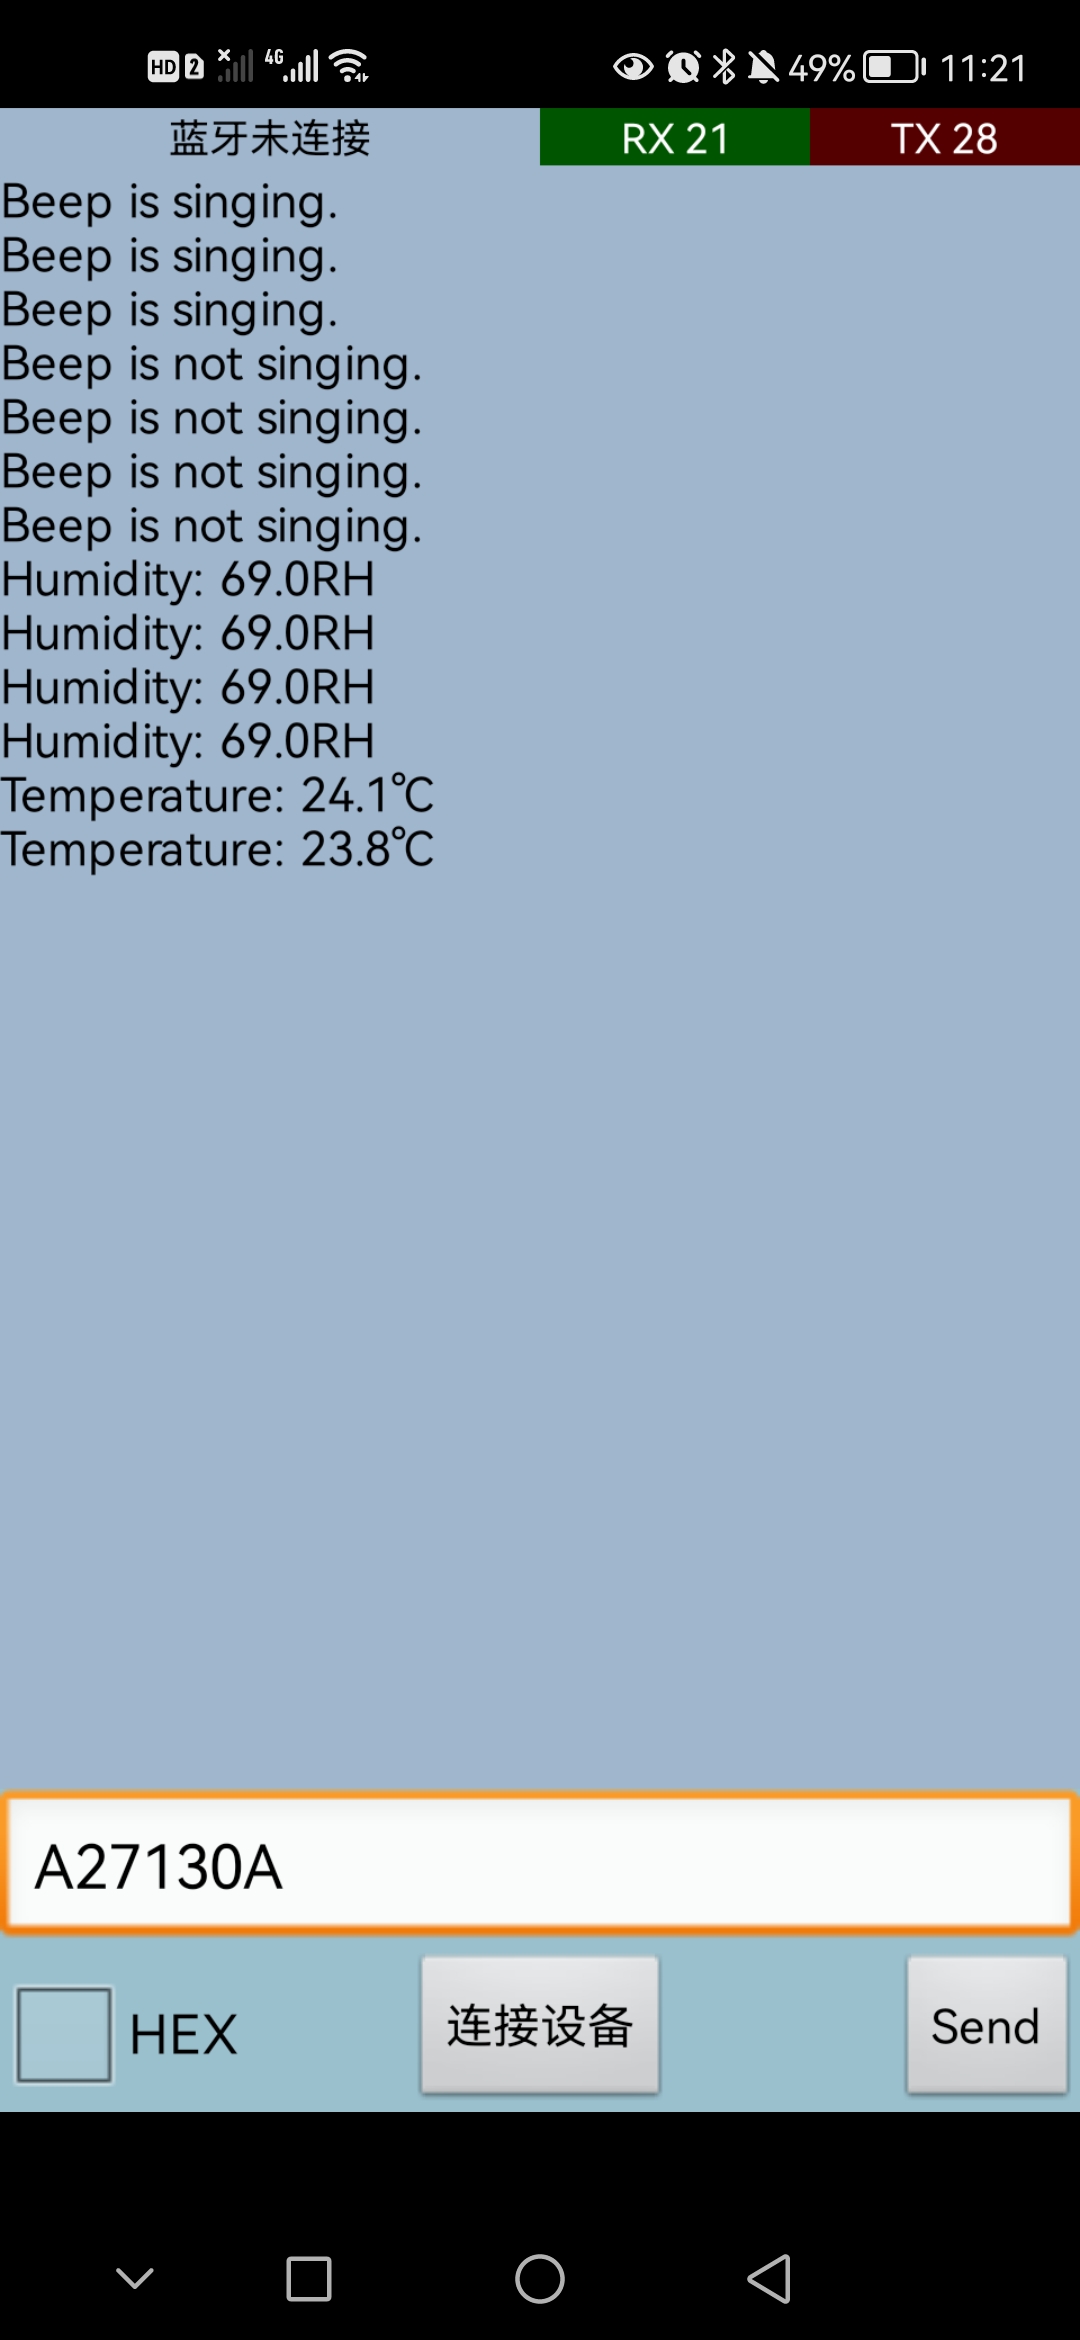 HD 2 4G 49% 11:21
蓝牙未连接 RX 21 TX 28
Beep is singing.
Beep is singing.
Beep is singing.
Beep is not singing.
Beep is not singing.
Beep is not singing.
Beep is not singing.
Humidity: 69.0RH
Humidity: 69.0RH
Humidity: 69.0RH
Humidity: 69.0RH
Temperature: 24.1℃
Temperature: 23.8℃
A27130A
HEX 连接设备 Send